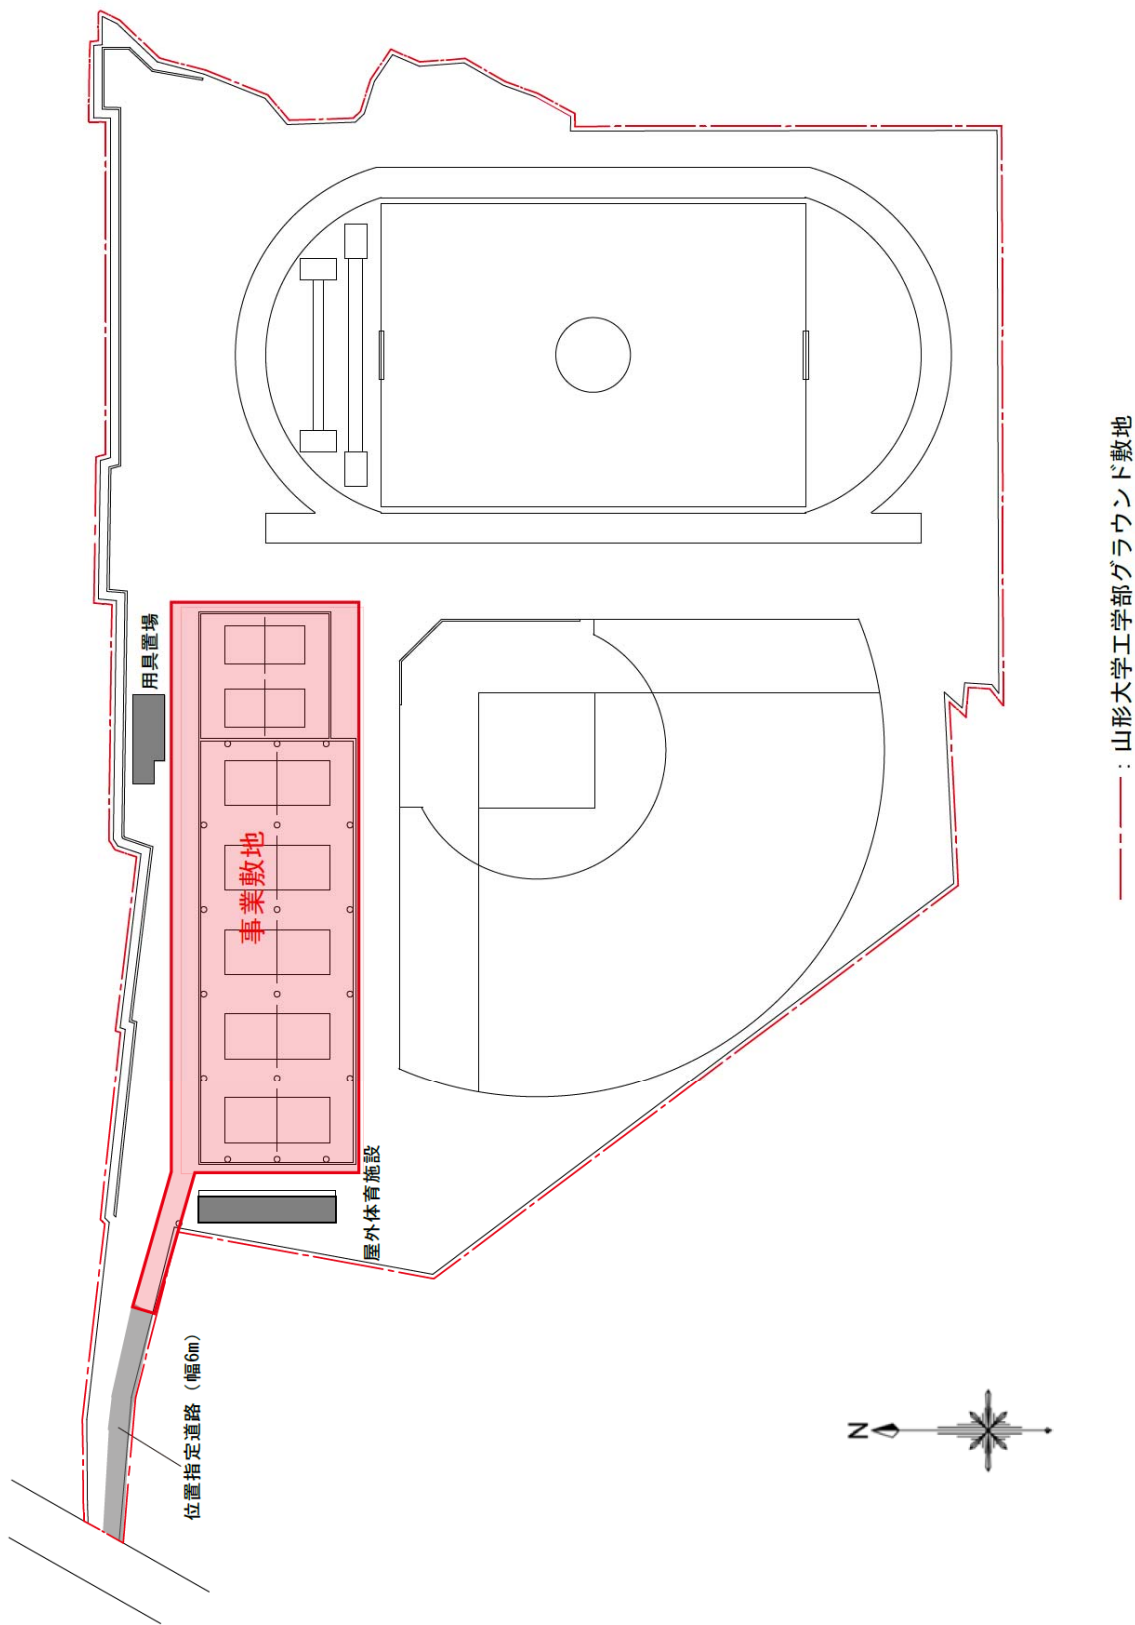 用具置場
事業敷地
屋外体育施設
位置指定道路（幅6m）
N
：山形大学工学部グラウンド敷地